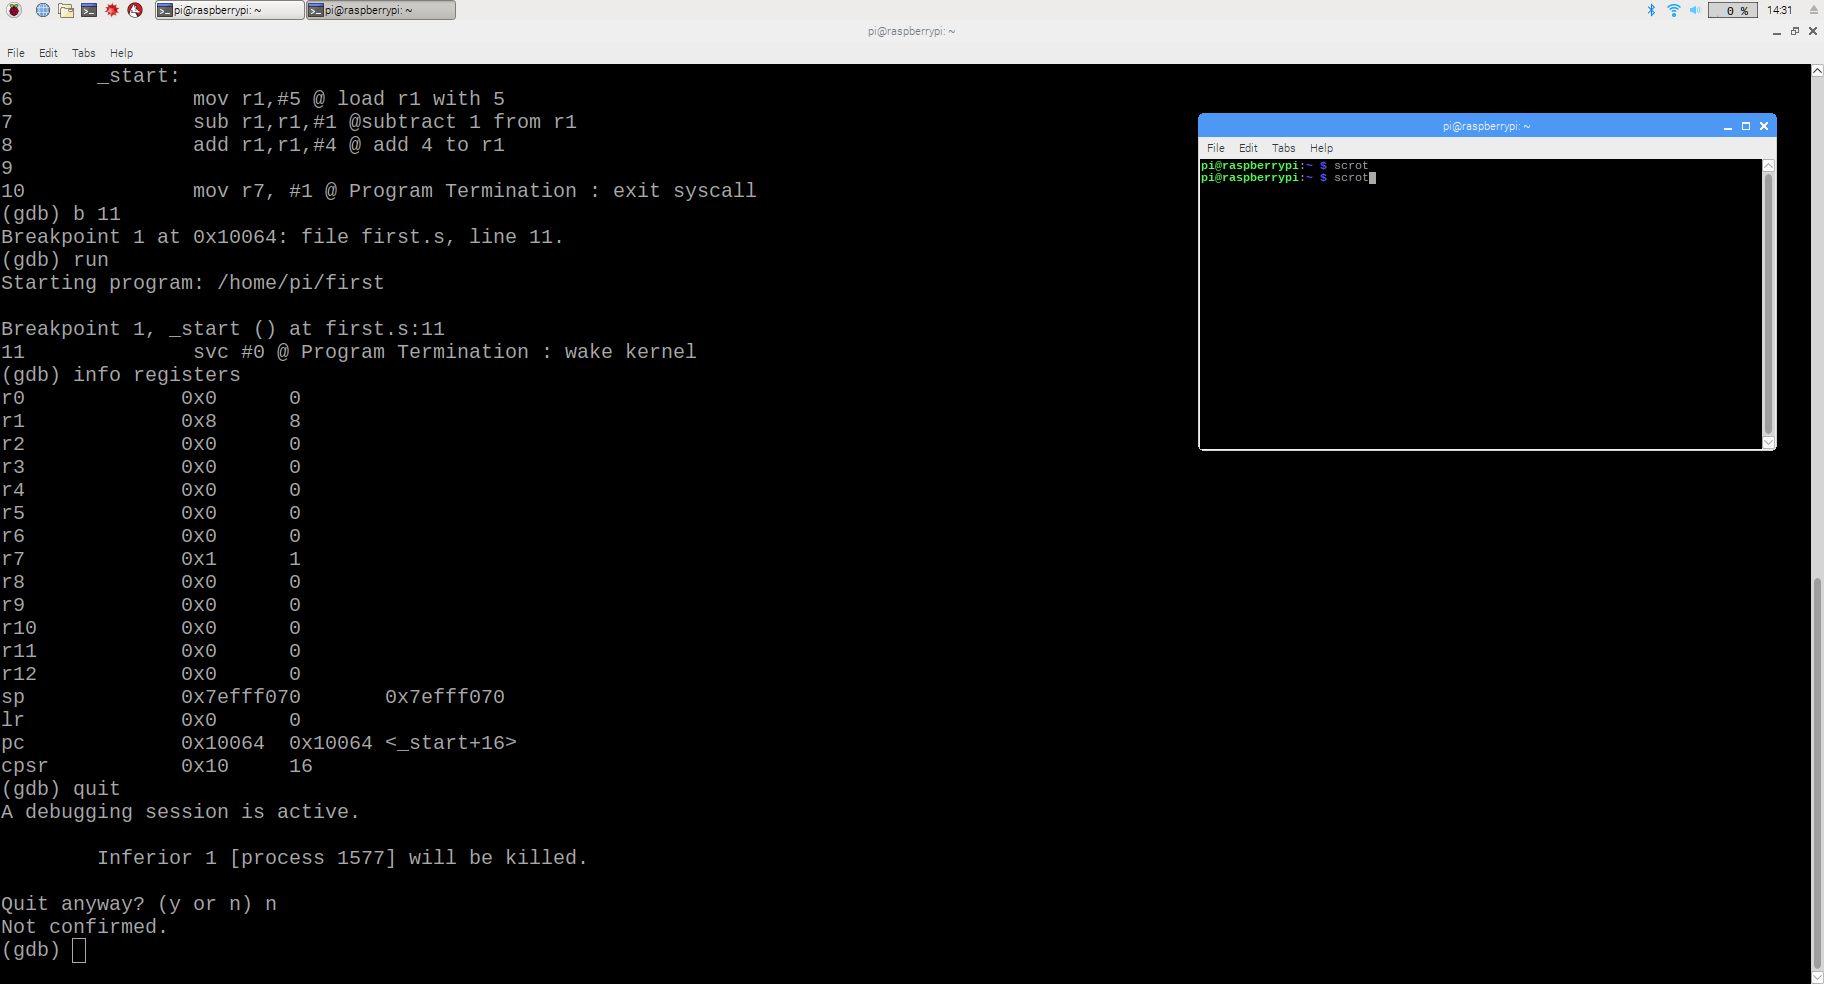 pi@raspberrypi: ~ pi@raspberrypi: ~ 0 % 14:31
pi@raspberrypi: ~
File Edit Tabs Help
5 _start:
6 mov r1,#5 @ load r1 with 5
7 sub r1,r1,#1 @subtract 1 from r1
8 add r1,r1,#4 @ add 4 to r1
9
10 mov r7, #1 @ Program Termination : exit syscall
(gdb) b 11
Breakpoint 1 at 0x10064: file first.s, line 11.
(gdb) run
Starting program: /home/pi/first
Breakpoint 1, _start () at first.s:11
11 svc #0 @ Program Termination : wake kernel
(gdb) info registers
r0 0x0 0
r1 0x8 8
r2 0x0 0
r3 0x0 0
r4 0x0 0
r5 0x0 0
r6 0x0 0
r7 0x1 1
r8 0x0 0
r9 0x0 0
r10 0x0 0
r11 0x0 0
r12 0x0 0
sp 0x7efff070 0x7efff070
lr 0x0 0
pc 0x10064 0x10064 <_start+16>
cpsr 0x10 16
(gdb) quit
A debugging session is active.
Inferior 1 [process 1577] will be killed.
Quit anyway? (y or n) n
Not confirmed.
(gdb)
pi@raspberrypi: ~
File Edit Tabs Help
pi@raspberrypi:~ $ scrot
pi@raspberrypi:~ $ scrot